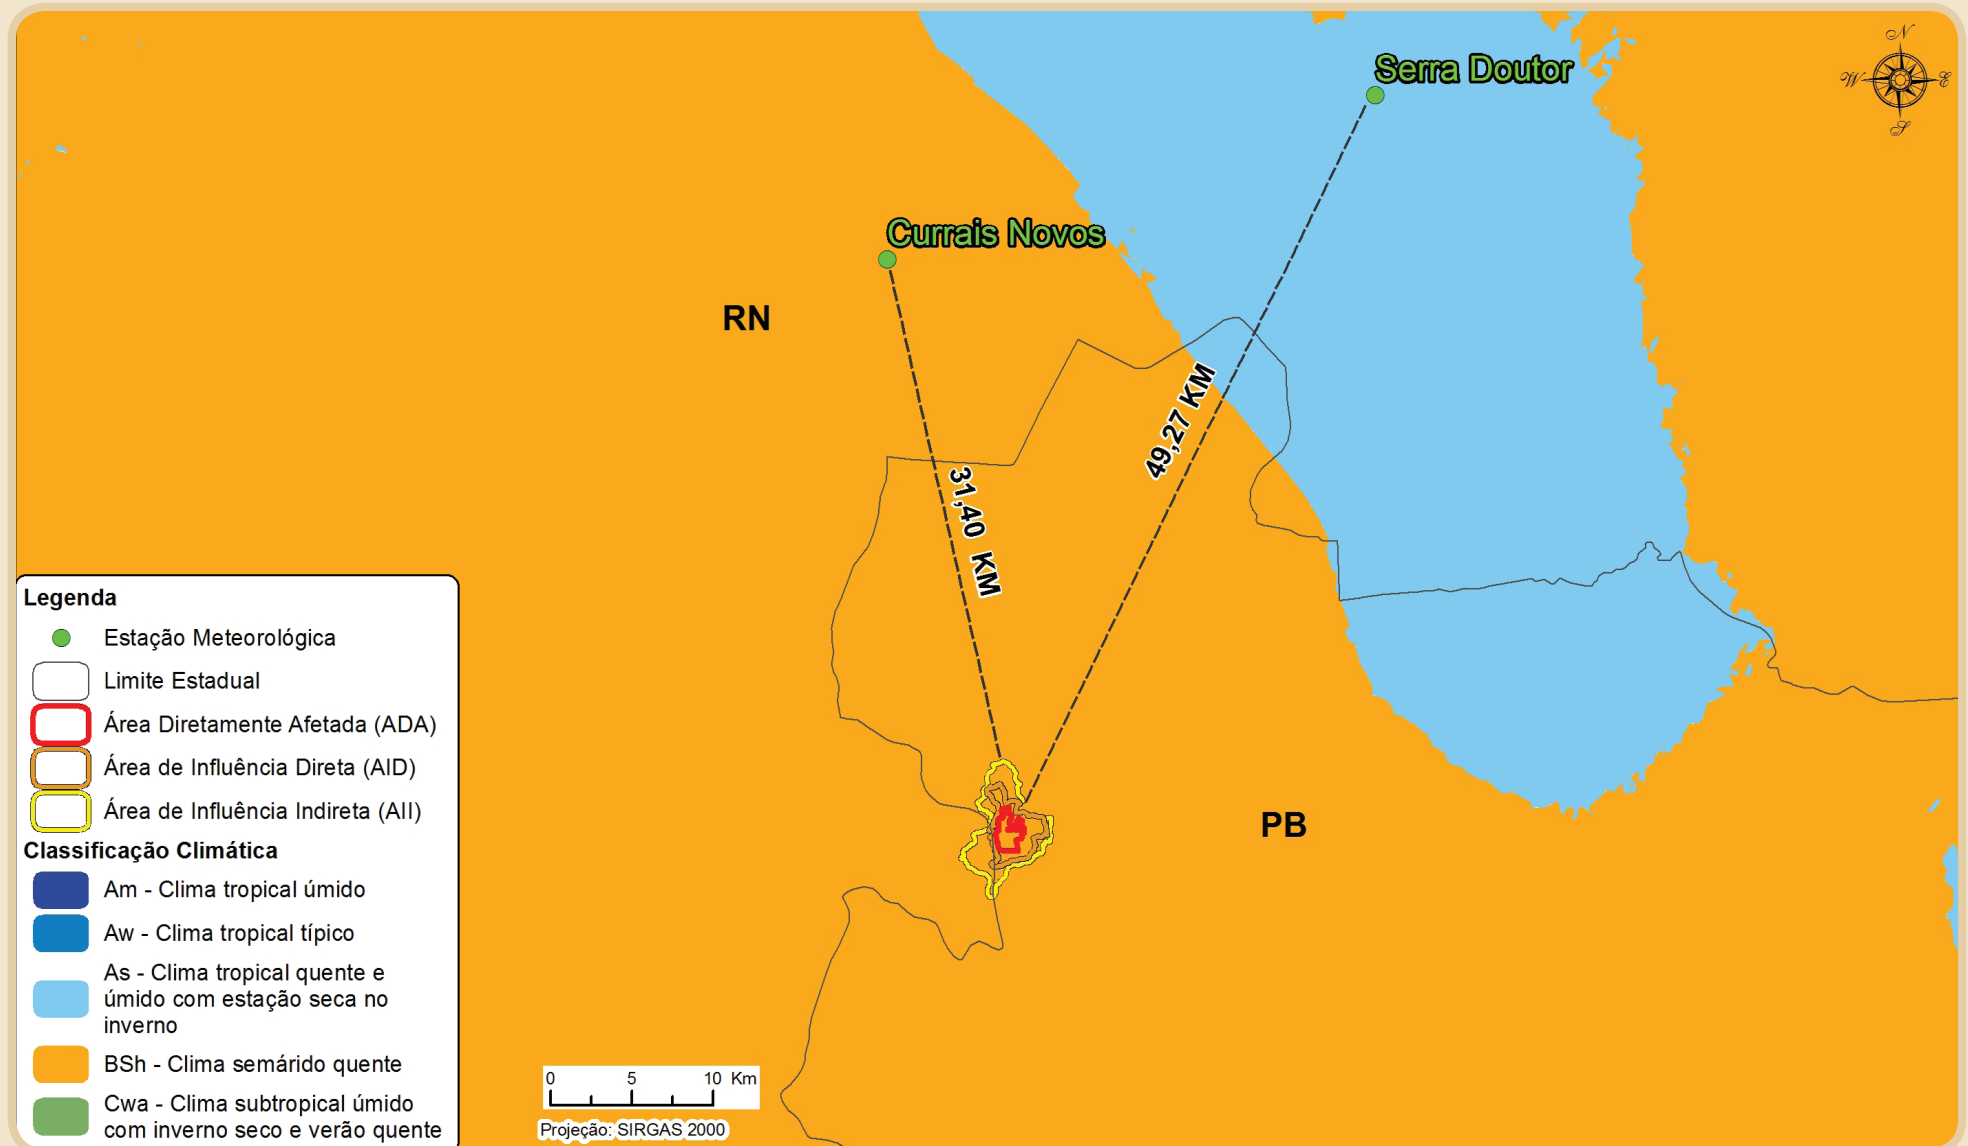 N
W
E
S
Serra Doutor
Currais Novos
RN
49,27 KM
31,40 KM
PB
Legenda
Estação Meteorológica
Limite Estadual
Área Diretamente Afetada (ADA)
Área de Influência Direta (AID)
Área de Influência Indireta (AII)
Classificação Climática
Am - Clima tropical úmido
Aw - Clima tropical típico
As - Clima tropical quente e
úmido com estação seca no
inverno
BSh - Clima semárido quente
Cwa - Clima subtropical úmido
com inverno seco e verão quente
0 5 10 Km
Projeção: SIRGAS 2000